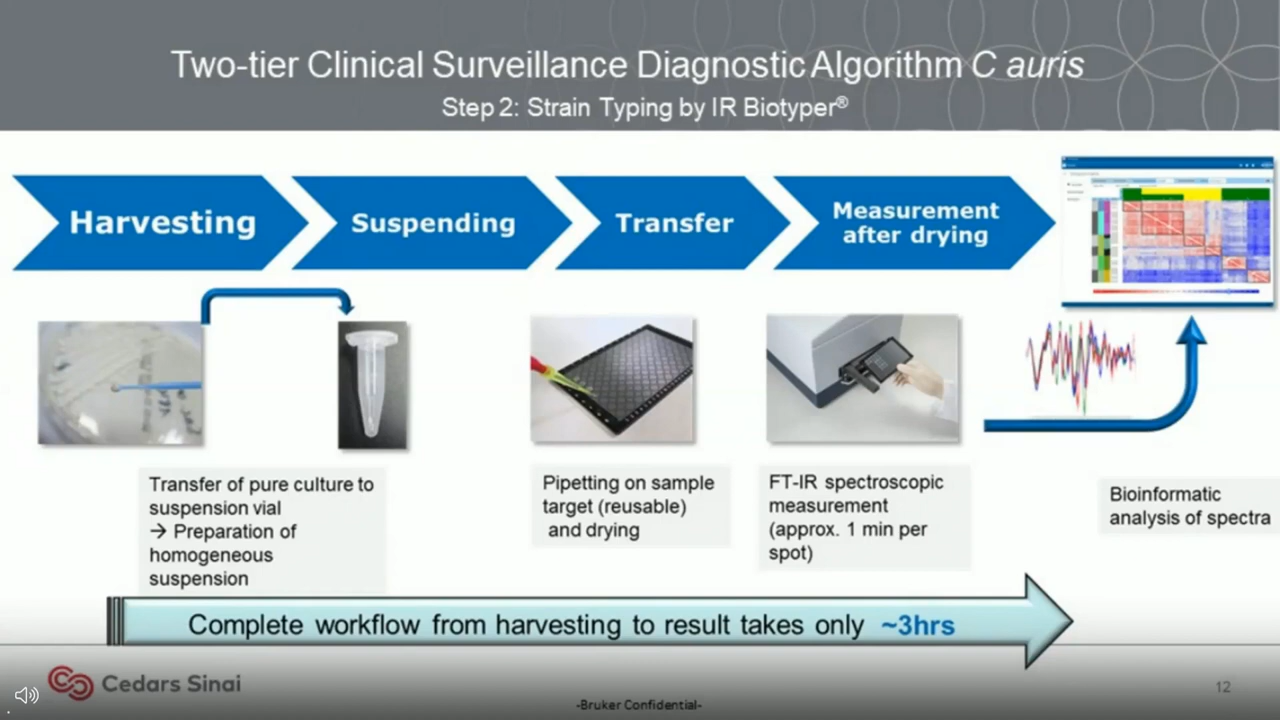 Two-tier Clinical Surveillance Diagnostic Algorithm C auris
Step 2: Strain Typing by IR Biotyper®
Harvesting
Suspending
Transfer
Measurement
after drying
Transfer of pure culture to
suspension vial
→ Preparation of
homogeneous
suspension
Pipetting on sample
target (reusable)
and drying
FT-IR spectroscopic
measurement
(approx. 1 min per
spot)
Bioinformatic
analysis of spectra
Complete workflow from harvesting to result takes only ~3hrs
Cedars Sinai
12
-Bruker Confidential-